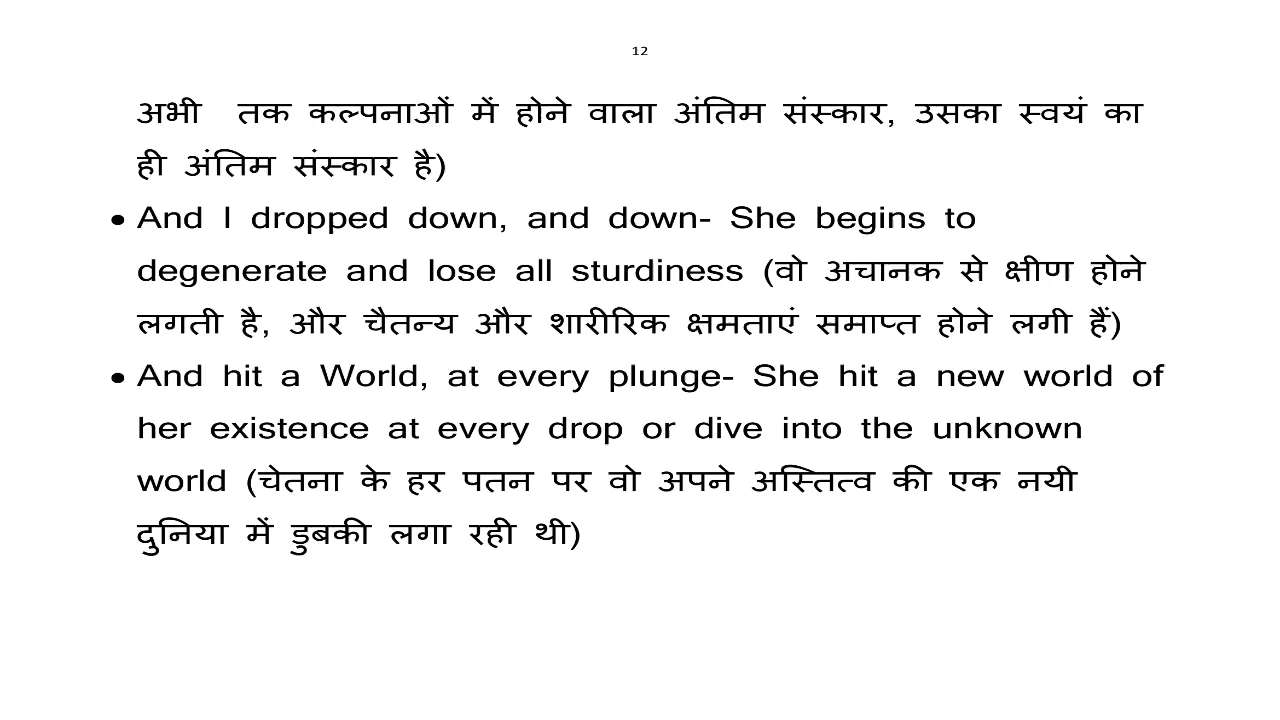 12
अभी तक कल्पनाओं में होने वाला अंतिम संस्कार, उसका स्वयं का
ही अंतिम संस्कार है)
• And I dropped down, and down- She begins to
degenerate and lose all sturdiness (वो अचानक से क्षीण होने
लगती है, और चैतन्य और शारीरिक क्षमताएं समाप्त होने लगी हैं)
• And hit a World, at every plunge- She hit a new world of
her existence at every drop or dive into the unknown
world (चेतना के हर पतन पर वो अपने अस्तित्व की एक नयी
दुनिया में डुबकी लगा रही थी)